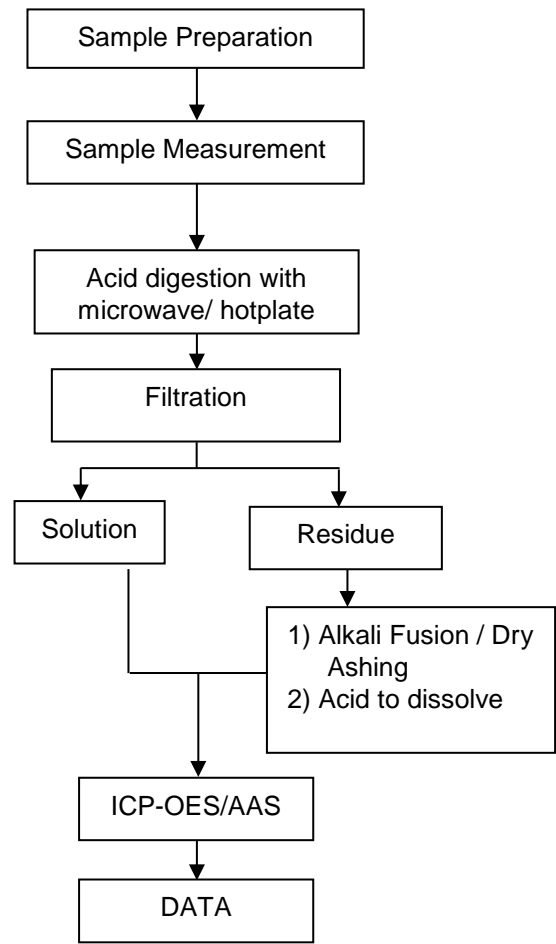 Sample Preparation
Sample Measurement
Acid digestion with
microwave/ hotplate
Filtration
Solution
Residue
1) Alkali Fusion / Dry
Ashing
2) Acid to dissolve
ICP-OES/AAS
DATA